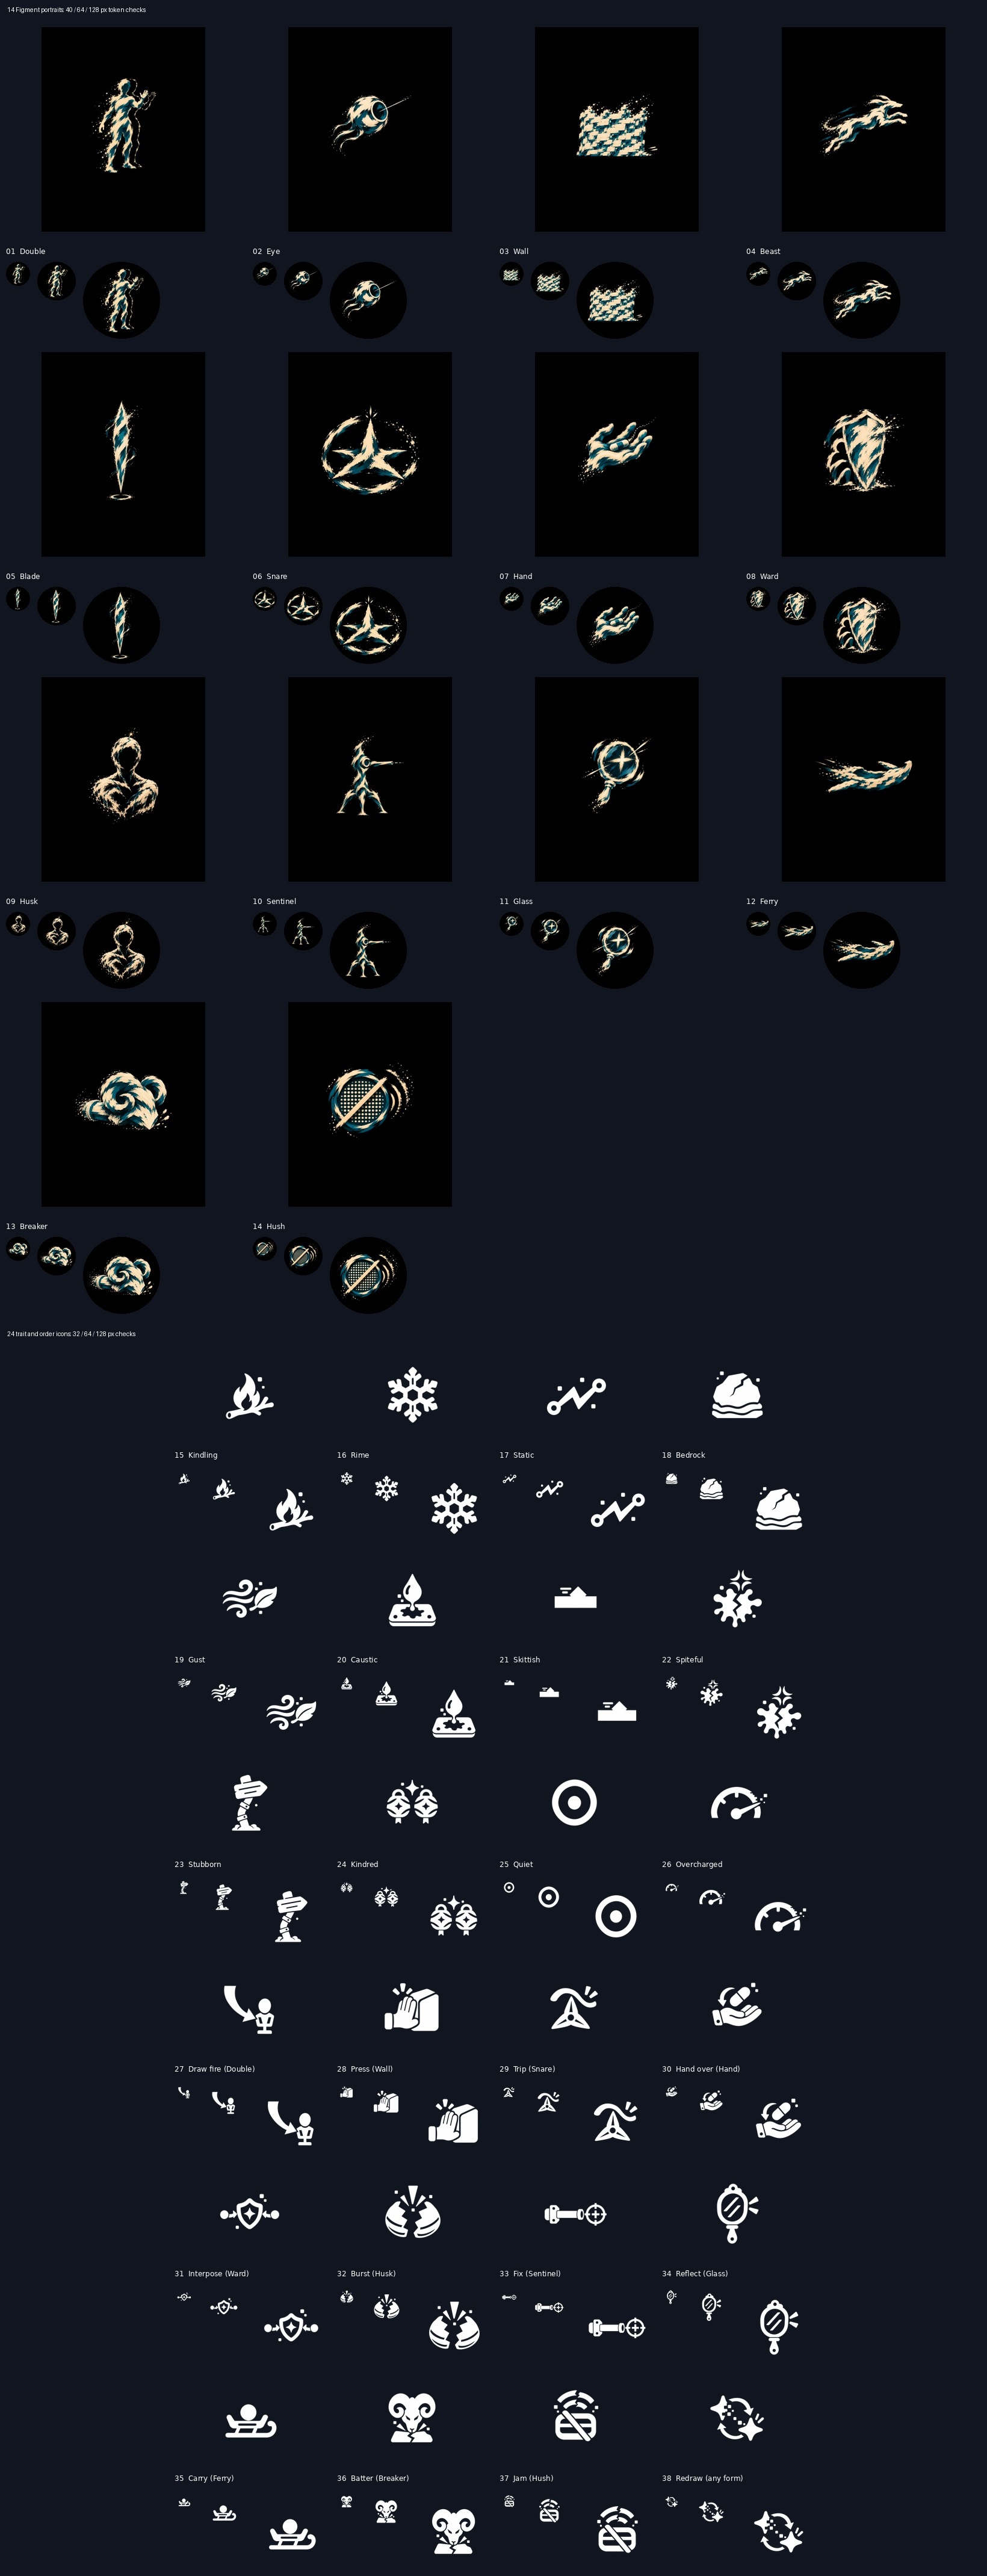 14 Figment portraits: 40 / 64 / 128 px token checks
01 Double
02 Eye
03 Wall
04 Beast
05 Blade
06 Snare
07 Hand
08 Ward
09 Husk
10 Sentinel
11 Glass
12 Ferry
13 Breaker
14 Hush
24 trait and order icons: 32 / 64 / 128 px checks
15 Kindling
16 Rime
17 Static
18 Bedrock
19 Gust
20 Caustic
21 Skittish
22 Spiteful
23 Stubborn
24 Kindred
25 Quiet
26 Overcharged
27 Draw fire (Double)
28 Press (Wall)
29 Trip (Snare)
30 Hand over (Hand)
31 Interpose (Ward)
32 Burst (Husk)
33 Fix (Sentinel)
34 Reflect (Glass)
35 Carry (Ferry)
36 Batter (Breaker)
37 Jam (Hush)
38 Redraw (any form)